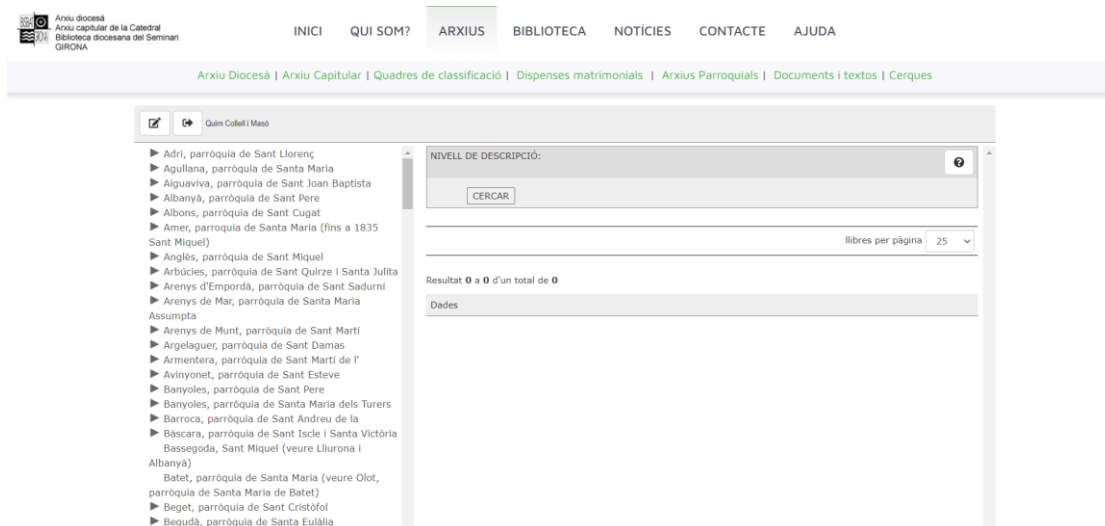 Arxiu diocesà
Arxiu capitular de la Catedral
Biblioteca diocesana del Seminari
GIRONA
INICI QUI SOM? ARXIUS BIBLIOTECA NOTÍCIES CONTACTE AJUDA
Arxiu Diocesà | Arxiu Capitular | Quadres de classificació | Dispenses matrimonials | Arxius Parroquials | Documents i textos | Cerques
Quim Collell i Masó
Adri, parròquia de Sant Llorenç
Agullana, parròquia de Santa Maria
Aiguaviva, parròquia de Sant Joan Baptista
Albanyà, parròquia de Sant Pere
Albons, parròquia de Sant Cugat
Amer, parroquia de Santa Maria (fins a 1835
Sant Miquel)
Anglès, parròquia de Sant Miquel
Arbúcies, parròquia de Sant Quirze i Santa Julita
Arenys d'Empordà, parròquia de Sant Sadurní
Arenys de Mar, parròquia de Santa Maria
Assumpta
Arenys de Munt, parròquia de Sant Martí
Argelaguer, parròquia de Sant Damas
Armentera, parròquia de Sant Martí de l'
Avinyonet, parròquia de Sant Esteve
Banyoles, parròquia de Sant Pere
Banyoles, parròquia de Santa Maria dels Turers
Barroca, parròquia de Sant Andreu de la
Bàscara, parròquia de Sant Iscle i Santa Victòria
Bassegoda, Sant Miquel (veure Lliurona i
Albanyà)
Batet, parròquia de Santa Maria (veure Olot,
parròquia de Santa Maria de Batet)
Beget, parròquia de Sant Cristòfol
Begudà, parròquia de Santa Eulàlia
NIVELL DE DESCRIPCIÓ:
CERCAR
llibres per pàgina 25
Resultat 0 a 0 d'un total de 0
Dades